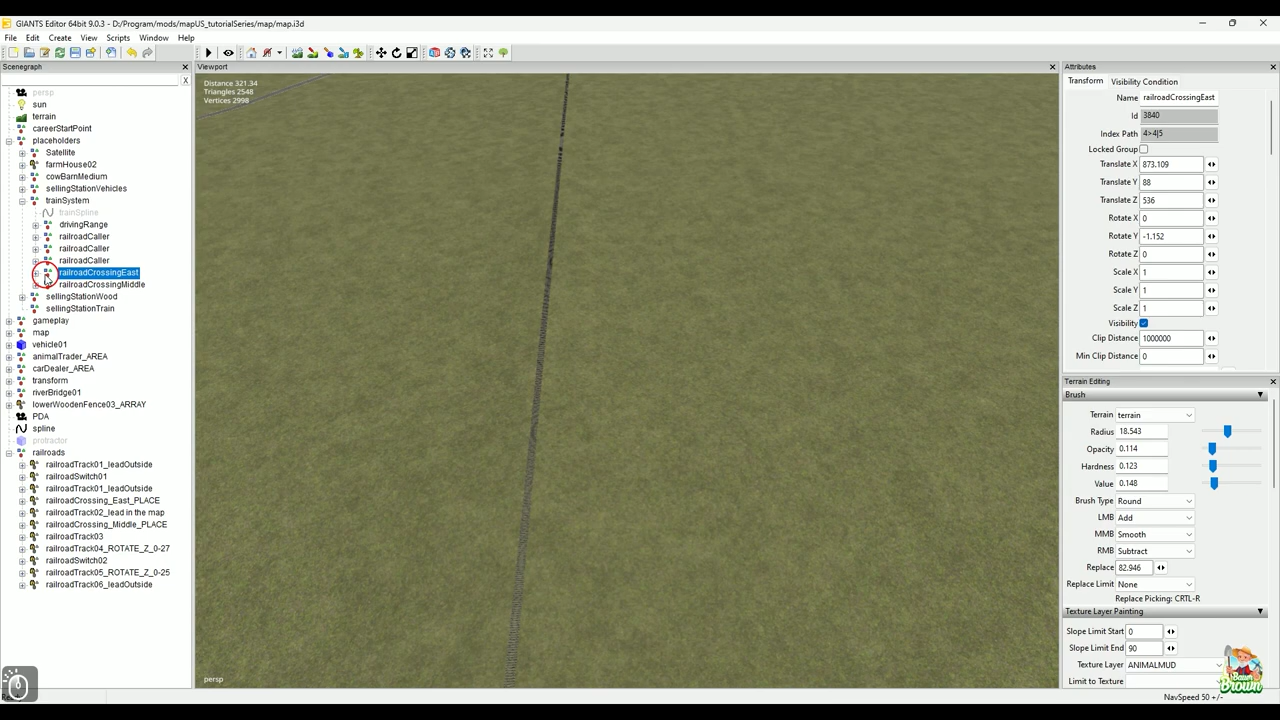 GIANTS Editor 64bit 9.0.3 - D:/Program/mods/mapUS_tutorialSeries/map/map.i3d
File Edit Create View Scripts Window Help
Scenegraph
X
persp
sun
terrain
careerStartPoint
placeholders
Satellite
farmHouse02
cowBarnMedium
sellingStationVehicles
trainSystem
trainSpline
drivingRange
railroadCaller
railroadCaller
railroadCaller
railroadCrossingEast
railroadCrossingMiddle
sellingStationWood
sellingStationTrain
gameplay
map
vehicle01
animalTrader_AREA
carDealer_AREA
transform
riverBridge01
lowerWoodenFence03_ARRAY
PDA
spline
protractor
railroads
railroadTrack01_leadOutside
railroadSwitch01
railroadTrack01_leadOutside
railroadCrossing_East_PLACE
railroadTrack02_lead in the map
railroadCrossing_Middle_PLACE
railroadTrack03
railroadTrack04_ROTATE_Z_0-27
railroadSwitch02
railroadTrack05_ROTATE_Z_0-25
railroadTrack06_leadOutside
Viewport
Distance 321.34
Triangles 2548
Vertices 2998
persp
Attributes
Transform Visibility Condition
Name railroadCrossingEast
Id 3840
Index Path 4>4|5
Locked Group
Translate X 873.109
Translate Y 88
Translate Z 536
Rotate X 0
Rotate Y -1.152
Rotate Z 0
Scale X 1
Scale Y 1
Scale Z 1
Visibility
Clip Distance 1000000
Min Clip Distance 0
Terrain Editing
Brush
Terrain terrain
Radius 18.543
Opacity 0.114
Hardness 0.123
Value 0.148
Brush Type Round
LMB Add
MMB Smooth
RMB Subtract
Replace 82.946
Replace Limit None
Replace Picking: CRTL-R
Texture Layer Painting
Slope Limit Start 0
Slope Limit End 90
Texture Layer ANIMALMUD
Limit to Texture
Brown
NavSpeed 50 +/-